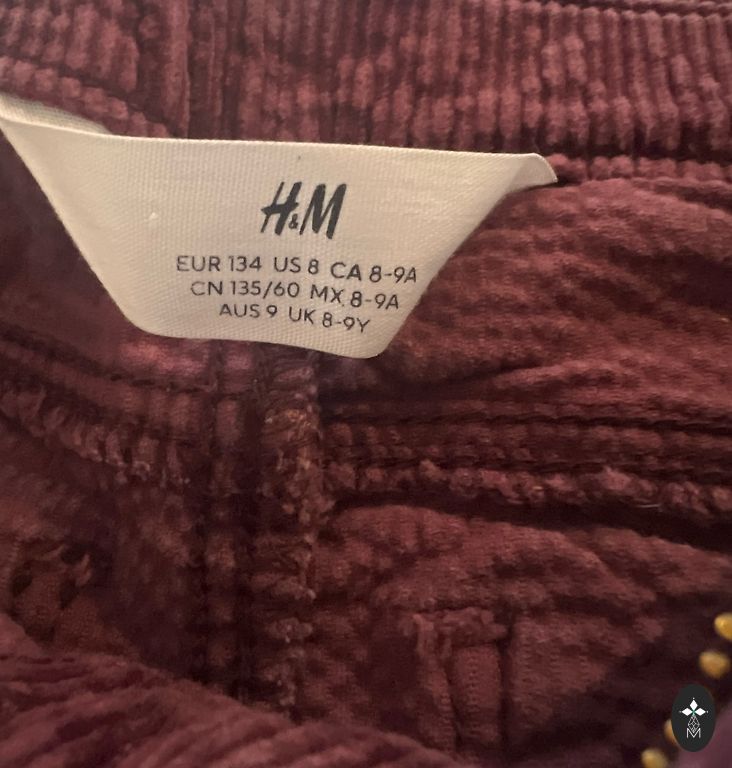 H&M
EUR 134 US 8 CA 8-9A
CN 135/60 MX 8-9A
AUS 9 UK 8-9Y
M